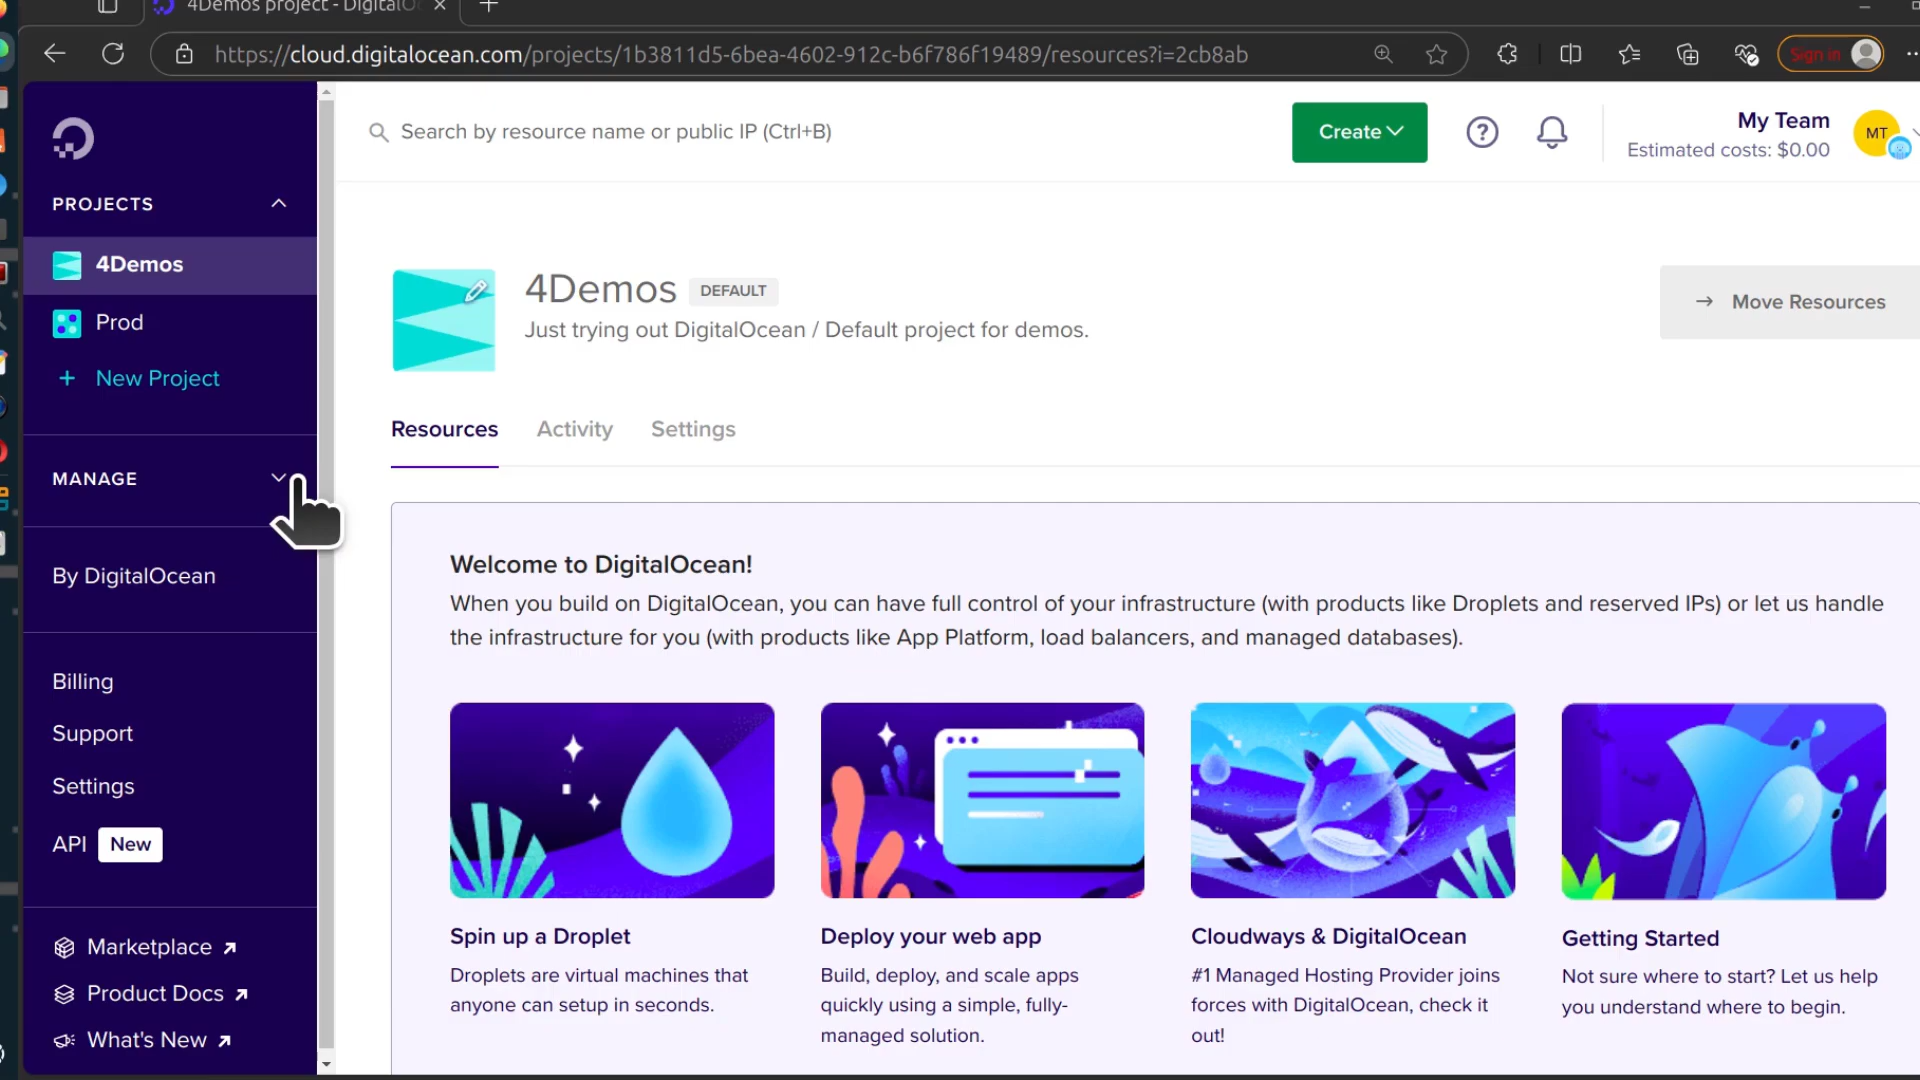 4Demos project - DigitalOc
https://cloud.digitalocean.com/projects/1b3811d5-6bea-4602-912c-b6f786f19489/resources?i=2cb8ab
Sign in
Search by resource name or public IP (Ctrl+B)
Create
My Team
Estimated costs: $0.00
MT
PROJECTS
4Demos
Prod
+ New Project
MANAGE
By DigitalOcean
Billing
Support
Settings
API New
Marketplace
Product Docs
What's New
4Demos DEFAULT
Just trying out DigitalOcean / Default project for demos.
→ Move Resources
Resources Activity Settings
Welcome to DigitalOcean!
When you build on DigitalOcean, you can have full control of your infrastructure (with products like Droplets and reserved IPs) or let us handle
the infrastructure for you (with products like App Platform, load balancers, and managed databases).
Spin up a Droplet
Droplets are virtual machines that
anyone can setup in seconds.
Deploy your web app
Build, deploy, and scale apps
quickly using a simple, fully-
managed solution.
Cloudways & DigitalOcean
#1 Managed Hosting Provider joins
forces with DigitalOcean, check it
out!
Getting Started
Not sure where to start? Let us help
you understand where to begin.